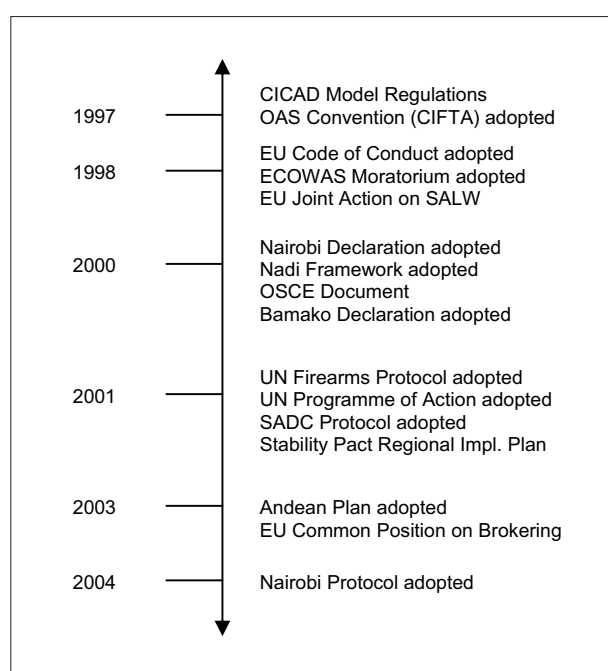 1997
CICAD Model Regulations
OAS Convention (CIFTA) adopted
1998
EU Code of Conduct adopted
ECOWAS Moratorium adopted
EU Joint Action on SALW
2000
Nairobi Declaration adopted
Nadi Framework adopted
OSCE Document
Bamako Declaration adopted
2001
UN Firearms Protocol adopted
UN Programme of Action adopted
SADC Protocol adopted
Stability Pact Regional Impl. Plan
2003
Andean Plan adopted
EU Common Position on Brokering
2004
Nairobi Protocol adopted